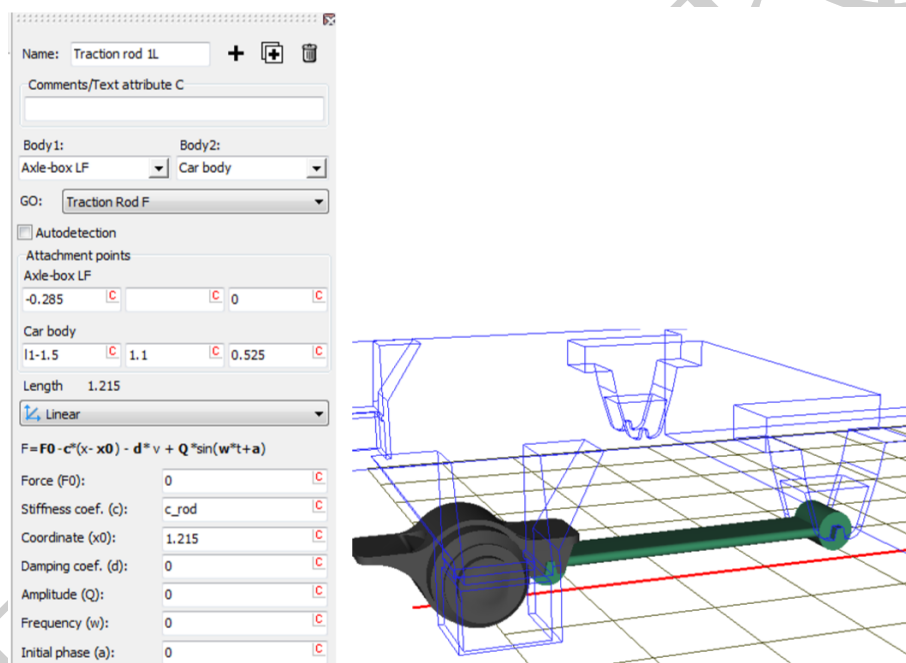 Name: Traction rod 1L
Comments/Text attribute C
Body1: Body2:
Axle-box LF Car body
GO: Traction Rod F
Autodetection
Attachment points
Axle-box LF
-0.285 C C 0 C
Car body
l1-1.5 C 1.1 C 0.525 C
Length 1.215
Linear
F=F0-c*(x-x0) - d*v + Q*sin(w*t+a)
Force (F0): 0 C
Stiffness coef. (c): c_rod C
Coordinate (x0): 1.215 C
Damping coef. (d): 0 C
Amplitude (Q): 0 C
Frequency (w): 0 C
Initial phase (a): 0 C